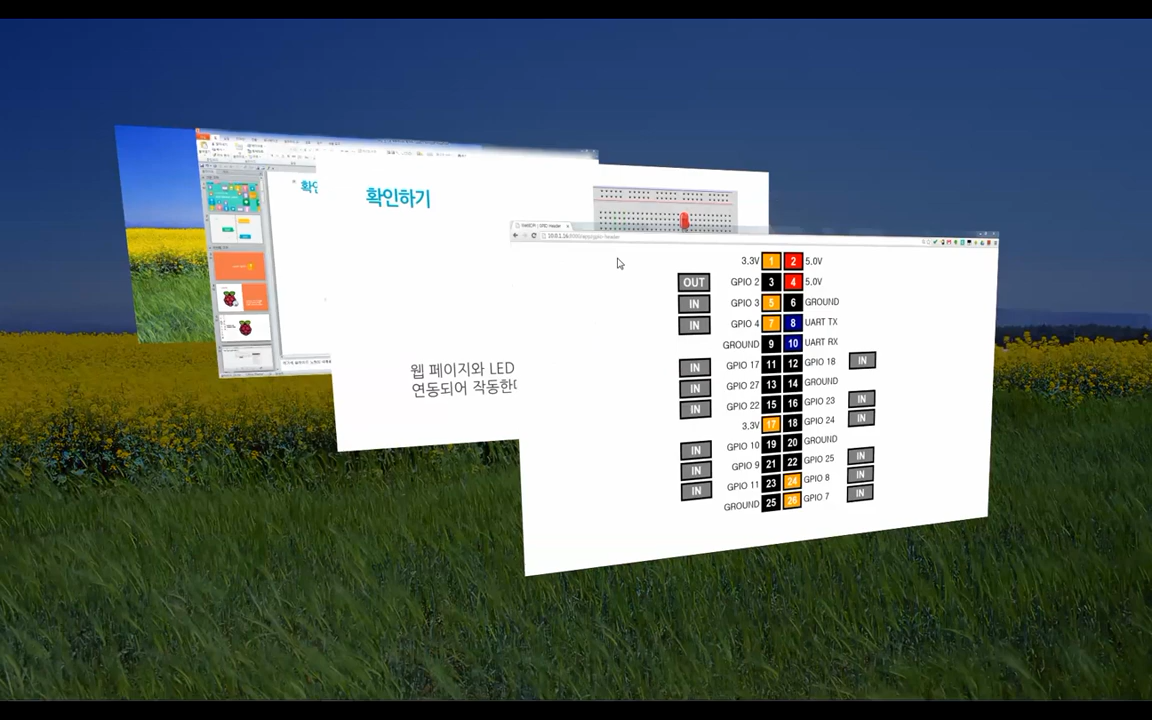 확인하기
웹 페이지와 LED
연동되어 작동한
WebIOPi | GPIO Header
3.3V 1 2 5.0V
OUT GPIO 2 3 4 5.0V
IN GPIO 3 5 6 GROUND
IN GPIO 4 7 8 UART TX
GROUND 9 10 UART RX
IN GPIO 17 11 12 GPIO 18 IN
IN GPIO 27 13 14 GROUND
IN GPIO 22 15 16 GPIO 23 IN
3.3V 17 18 GPIO 24 IN
IN GPIO 10 19 20 GROUND
IN GPIO 9 21 22 GPIO 25 IN
IN GPIO 11 23 24 GPIO 8 IN
GROUND 25 26 GPIO 7 IN